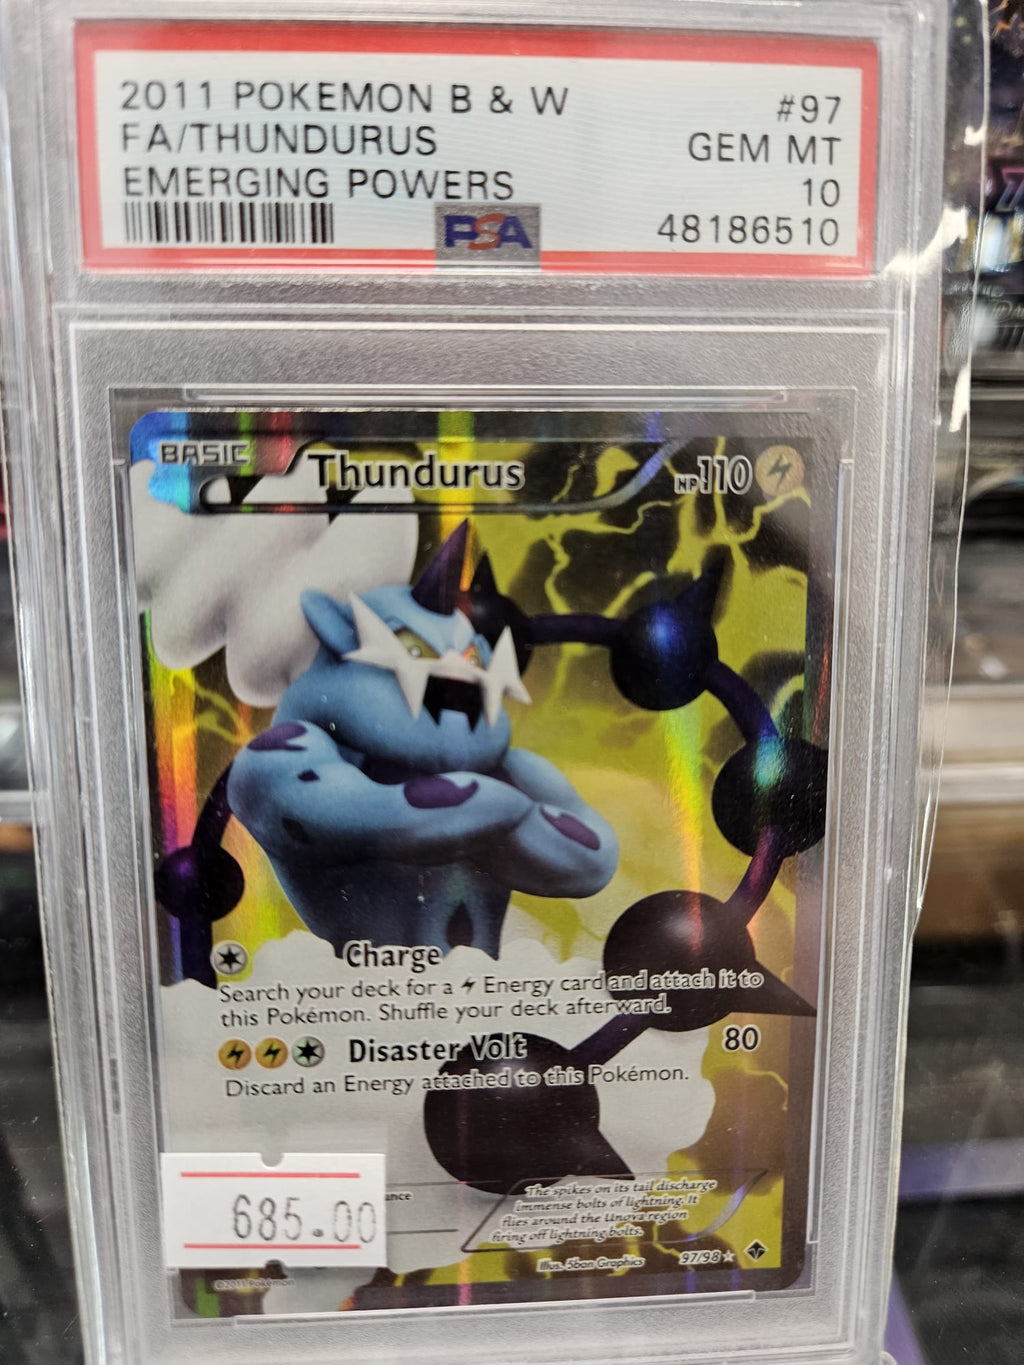 2011 POKEMON B & W #97
FA/THUNDURUS GEM MT
EMERGING POWERS 10
PSA 48186510
BASIC Thundurus HP110
Charge
Search your deck for a Energy card and attach it to
this Pokémon. Shuffle your deck afterward.
Disaster Volt 80
Discard an Energy attached to this Pokémon.
685.00
ance
The spikes on its tail discharge
immense bolts of lightning. It
flies around the Unova region
firing off lightning bolts.
Illus. 5ban Graphics 97/98
©2011 Pokémon